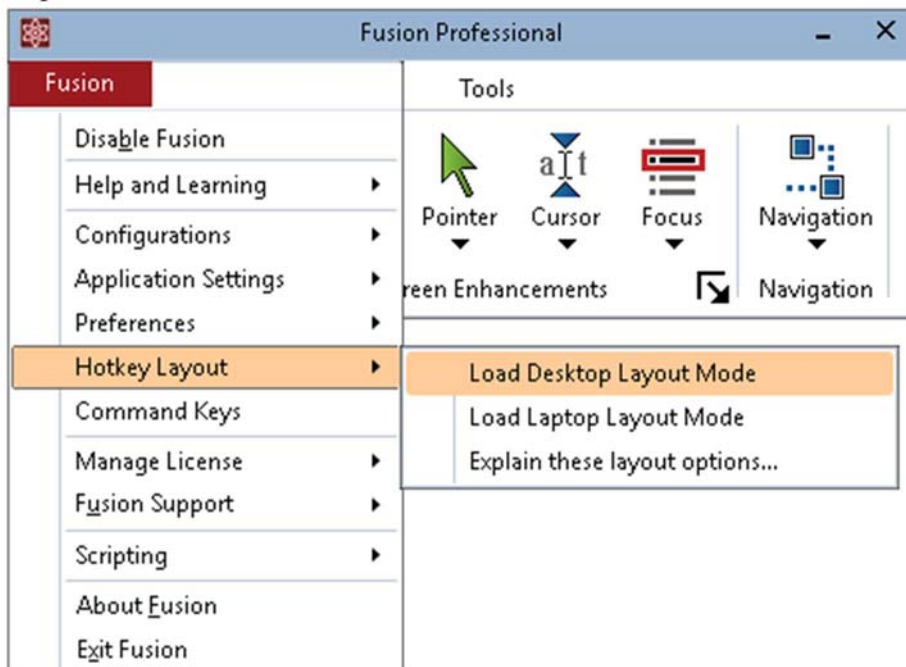 Fusion Professional
Fusion
Tools
Disable Fusion
Help and Learning
Configurations
Application Settings
Preferences
Hotkey Layout
Command Keys
Manage License
Fusion Support
Scripting
About Fusion
Exit Fusion
a t
Pointer Cursor Focus Navigation
reen Enhancements Navigation
Load Desktop Layout Mode
Load Laptop Layout Mode
Explain these layout options...